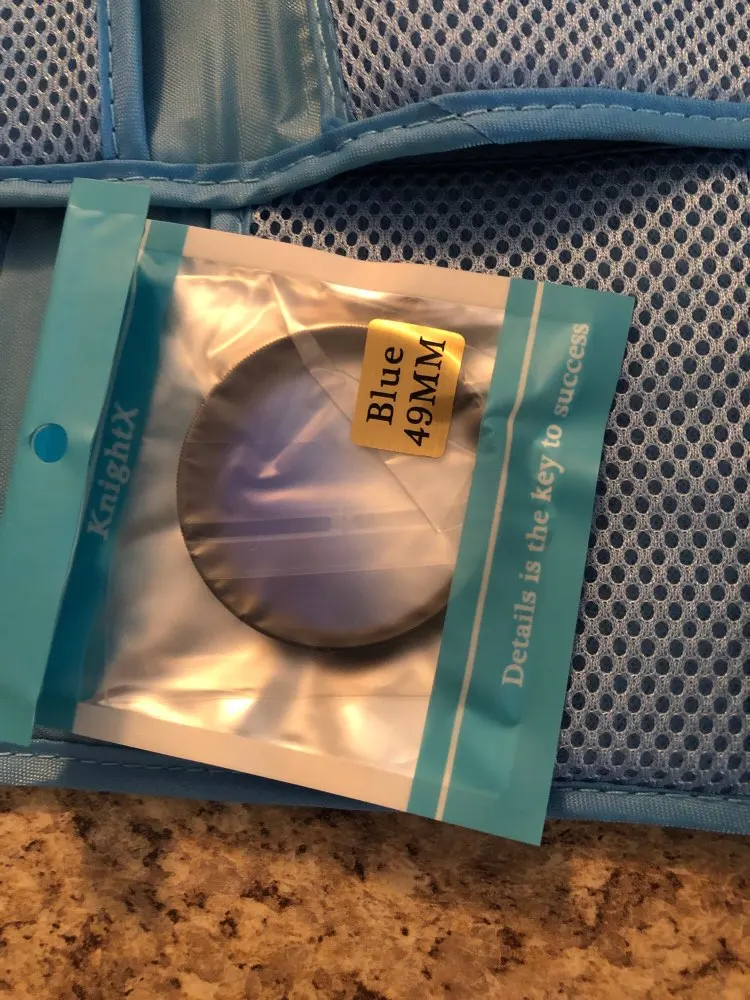 KnightX
Blue
49MM
Details is the key to success